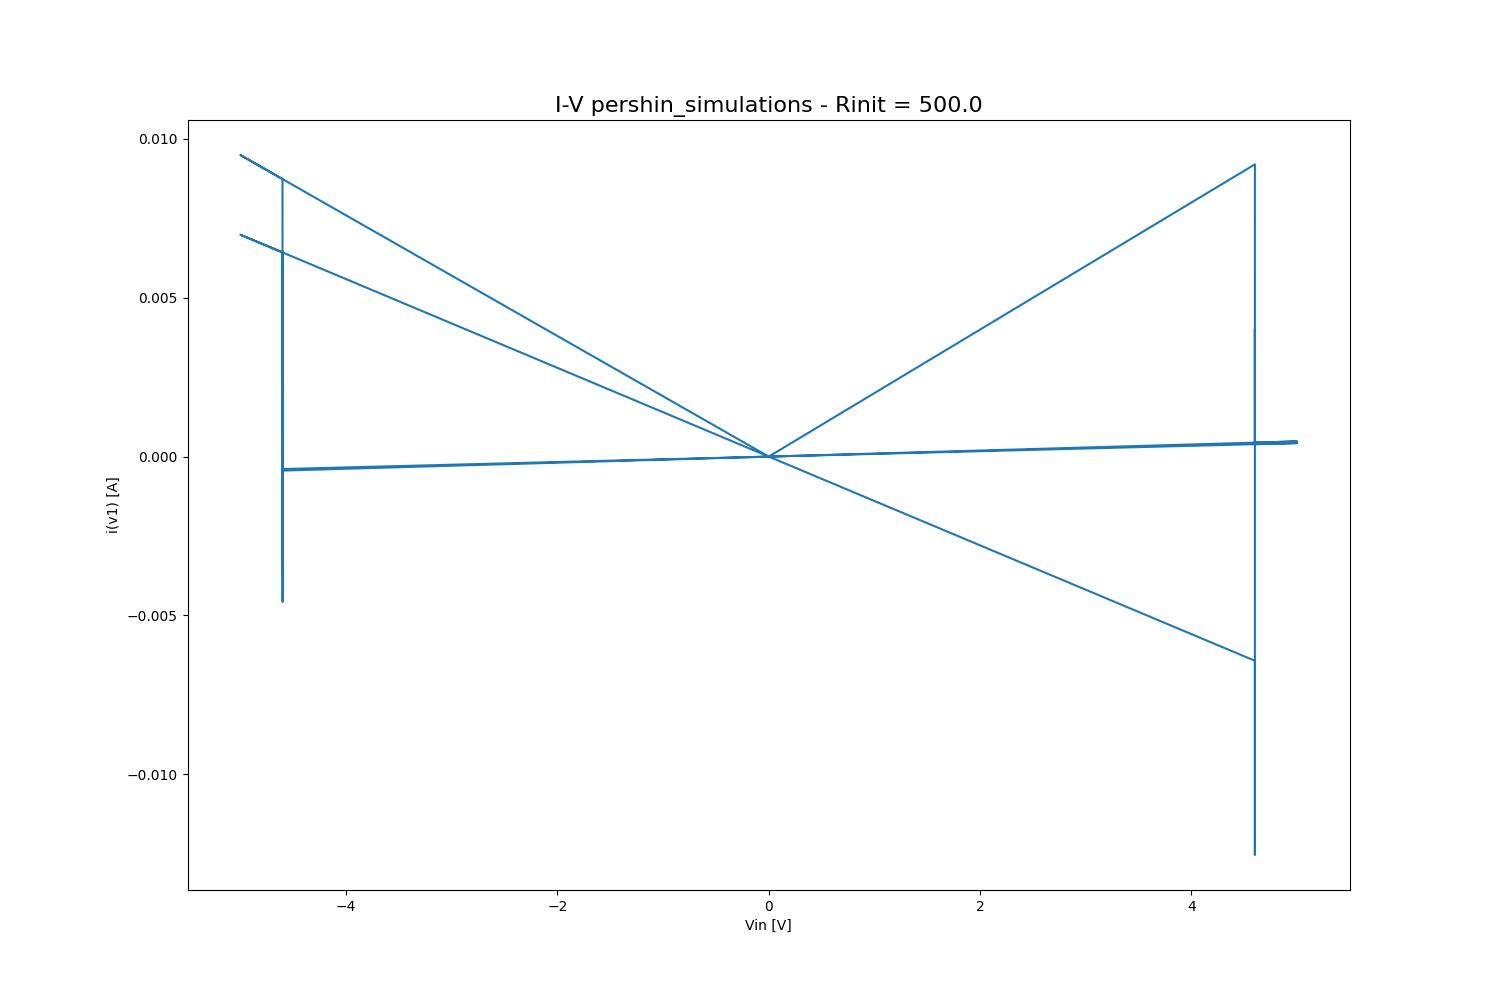 I-V pershin_simulations - Rinit = 500.0
0.010
0.005
0.000
−0.005
−0.010
i(v1) [A]
−4 −2 0 2 4
Vin [V]